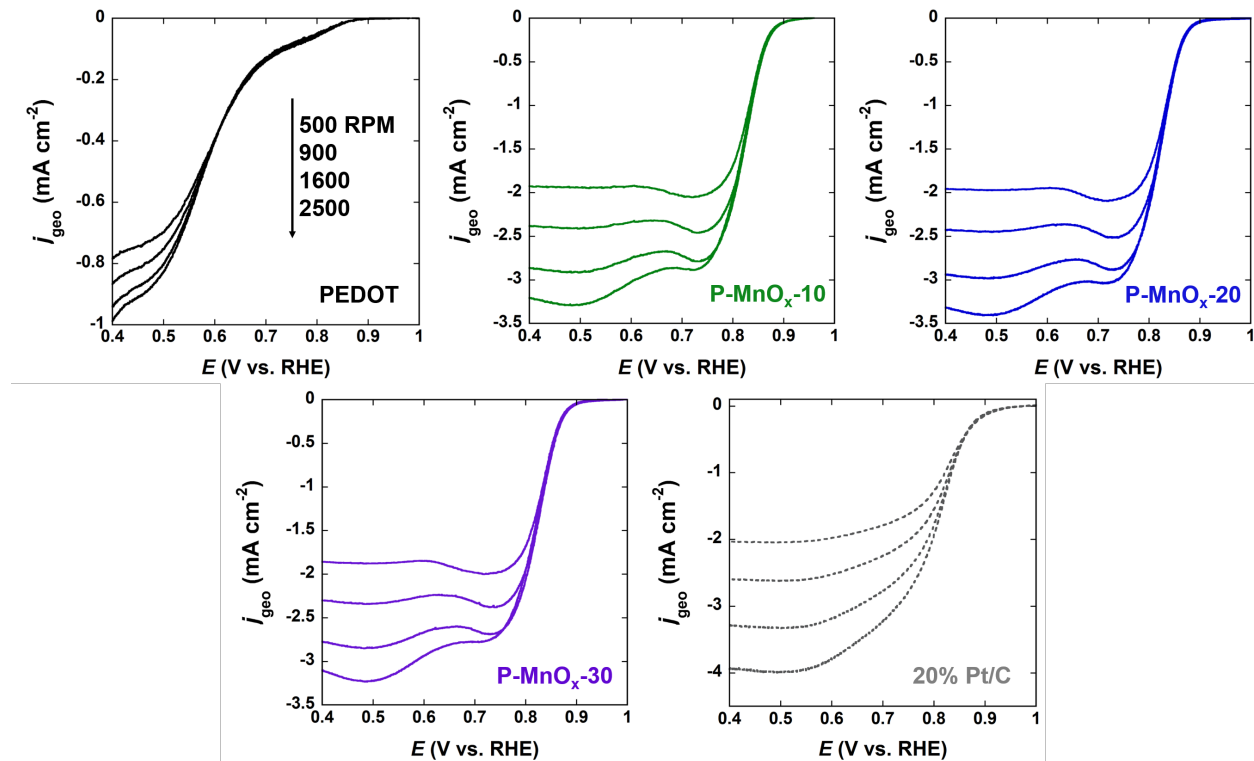 0
-0.2
-0.4
-0.6
-0.8
-1
j_geo (mA cm⁻²)
500 RPM
900
1600
2500
PEDOT
0.4 0.5 0.6 0.7 0.8 0.9 1
E (V vs. RHE)
0
-0.5
-1
-1.5
-2
-2.5
-3
-3.5
j_geo (mA cm⁻²)
P-MnOₓ-10
0.4 0.5 0.6 0.7 0.8 0.9 1
E (V vs. RHE)
0
-0.5
-1
-1.5
-2
-2.5
-3
-3.5
j_geo (mA cm⁻²)
P-MnOₓ-20
0.4 0.5 0.6 0.7 0.8 0.9 1
E (V vs. RHE)
0
-0.5
-1
-1.5
-2
-2.5
-3
-3.5
j_geo (mA cm⁻²)
P-MnOₓ-30
0.4 0.5 0.6 0.7 0.8 0.9 1
E (V vs. RHE)
0
-1
-2
-3
-4
j_geo (mA cm⁻²)
20% Pt/C
0.4 0.5 0.6 0.7 0.8 0.9 1
E (V vs. RHE)